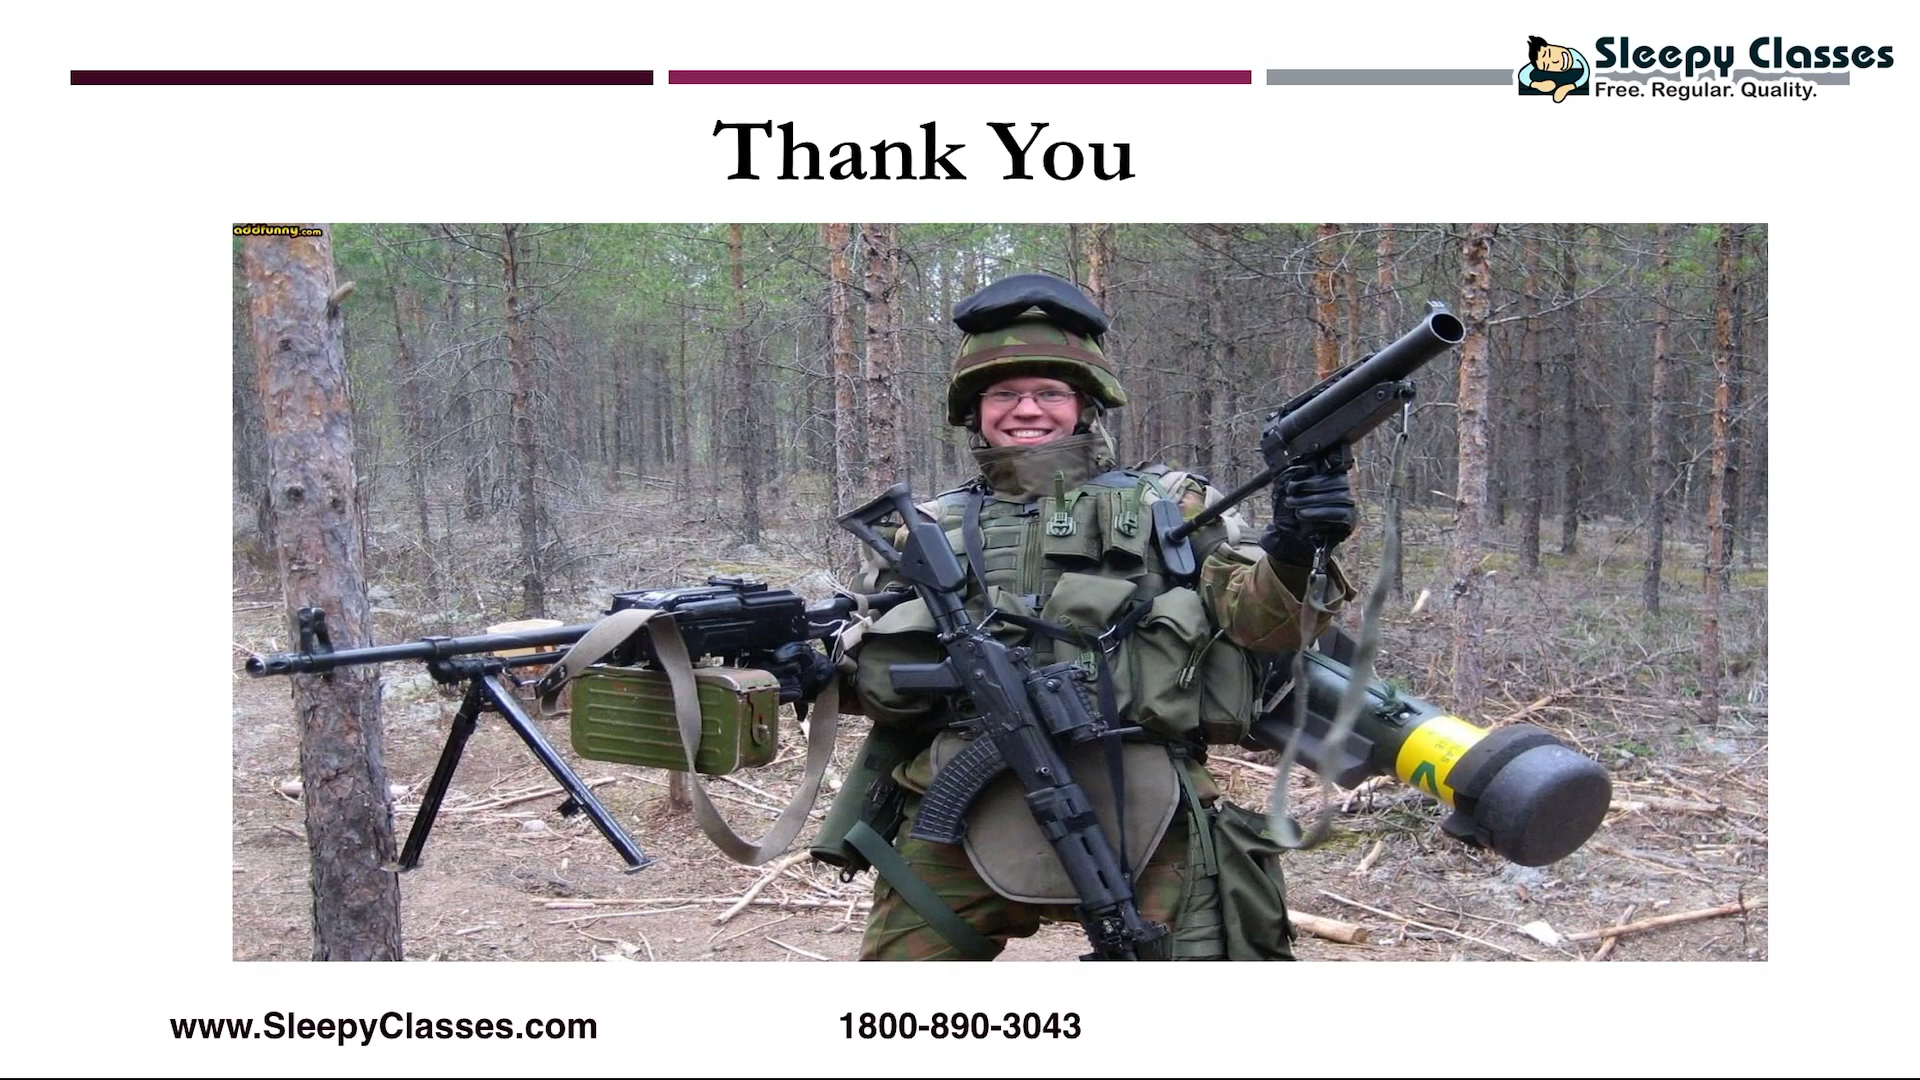 Sleepy Classes
Free. Regular. Quality.
Thank You
addfunny.com
www.SleepyClasses.com
1800-890-3043